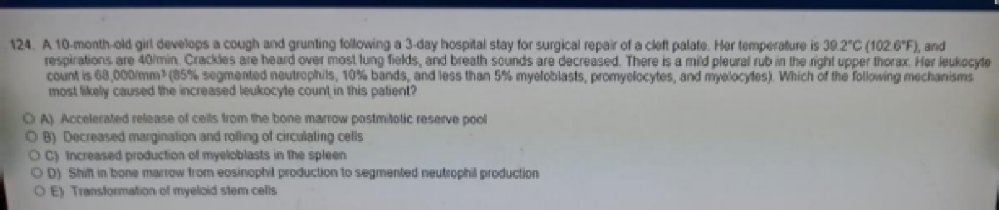 124. A 10-month-old girl develops a cough and grunting following a 3-day hospital stay for surgical repair of a cleft palate. Her temperature is 39.2°C (102.6°F), and
respirations are 40/min. Crackles are heard over most lung fields, and breath sounds are decreased. There is a mild pleural rub in the right upper thorax. Her leukocyte
count is 68,000/mm³ (85% segmented neutrophils, 10% bands, and less than 5% myeloblasts, promyelocytes, and myelocytes). Which of the following mechanisms
most likely caused the increased leukocyte count in this patient?
A) Accelerated release of cells from the bone marrow postmitotic reserve pool
B) Decreased margination and rolling of circulating cells
C) Increased production of myeloblasts in the spleen
D) Shift in bone marrow from eosinophil production to segmented neutrophil production
E) Transformation of myeloid stem cells